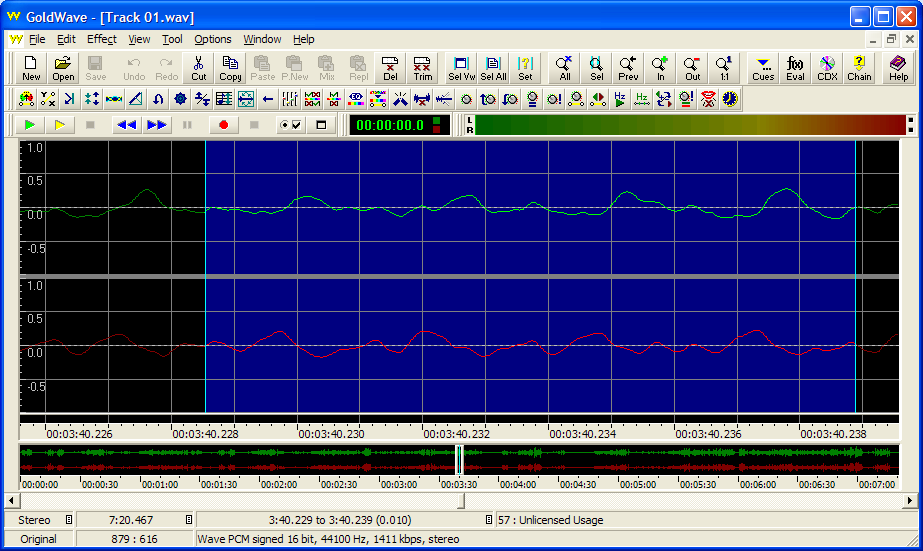 GoldWave - [Track 01.wav]
File Edit Effect View Tool Options Window Help
New Open Save Undo Redo Cut Copy Paste P.New Mix Repl Del Trim Sel Vw Sel All Set All Sel Prev In Out 1:1 Cues Eval CDX Chain Help
00:00:00.0 L
R
1.0
0.5
0.0
-0.5
1.0
0.5
0.0
-0.5
00:03:40.226 00:03:40.228 00:03:40.230 00:03:40.232 00:03:40.234 00:03:40.236 00:03:40.238
00:00:00 00:00:30 00:01:00 00:01:30 00:02:00 00:02:30 00:03:00 00:03:30 00:04:00 00:04:30 00:05:00 00:05:30 00:06:00 00:06:30 00:07:00
Stereo 7:20.467 3:40.229 to 3:40.239 (0.010) 57 : Unlicensed Usage
Original 879 : 616 Wave PCM signed 16 bit, 44100 Hz, 1411 kbps, stereo